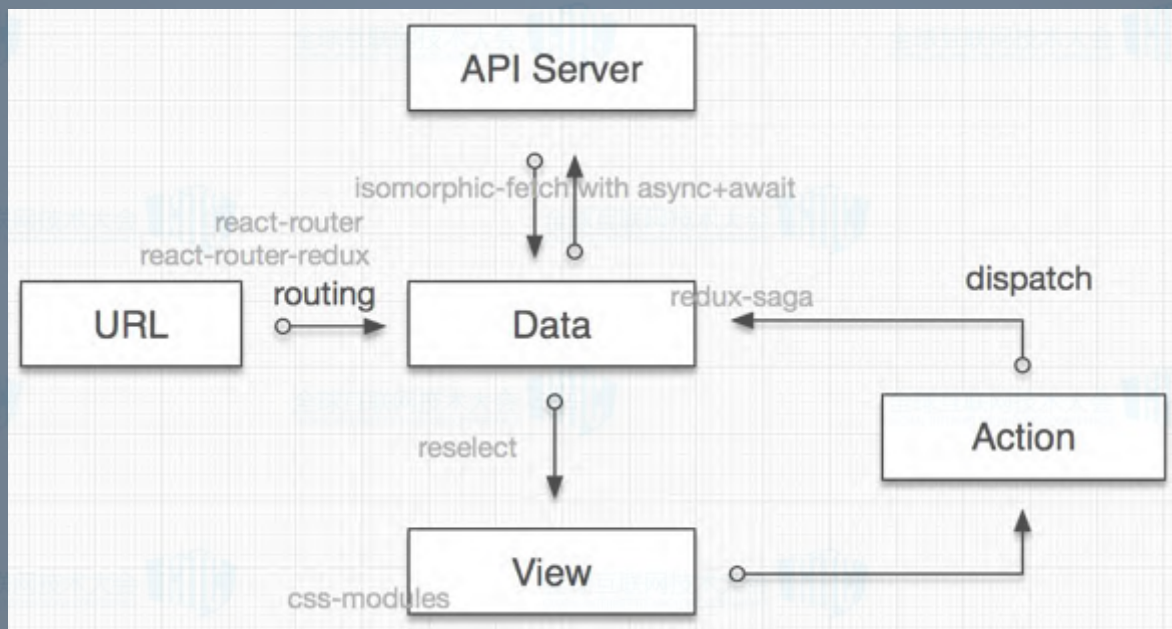 API Server
isomorphic-fetch with async+await
react-router
react-router-redux
routing
redux-saga
dispatch
URL
Data
Action
reselect
View
css-modules